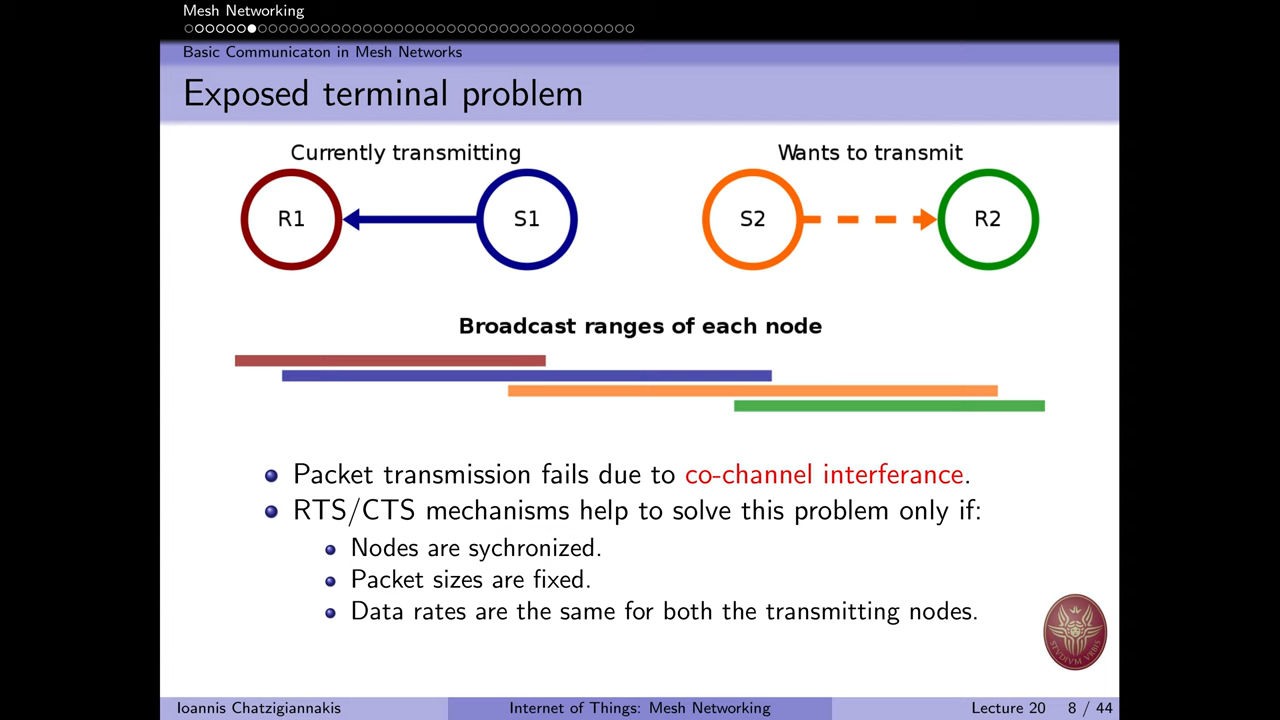 Mesh Networking
Basic Communicaton in Mesh Networks
Exposed terminal problem
Currently transmitting
Wants to transmit
R1
S1
S2
R2
Broadcast ranges of each node
Packet transmission fails due to co-channel interferance.
RTS/CTS mechanisms help to solve this problem only if:
Nodes are sychronized.
Packet sizes are fixed.
Data rates are the same for both the transmitting nodes.
STVDIVM VRBIS
Ioannis Chatzigiannakis
Internet of Things: Mesh Networking
Lecture 20
8 / 44